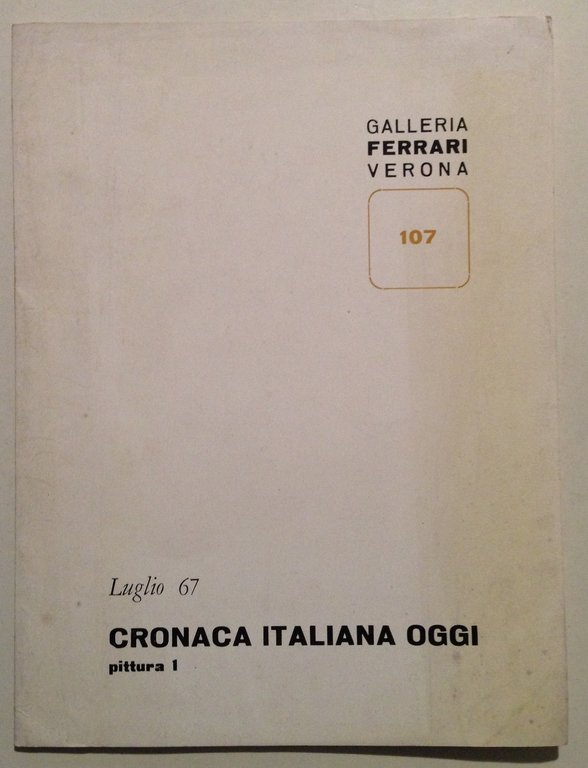 GALLERIA
FERRARI
VERONA
107
Luglio 67
CRONACA ITALIANA OGGI
pittura 1